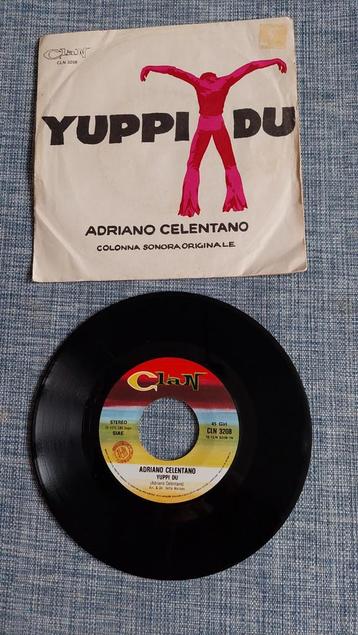 Clan
CLN 3208
YUPPI DU
ADRIANO CELENTANO
COLONNA SONORA ORIGINALE
Clan
STEREO
SIAE
45 Giri
CLN 3208
ADRIANO CELENTANO
YUPPI DU
(Adriano Celentano)